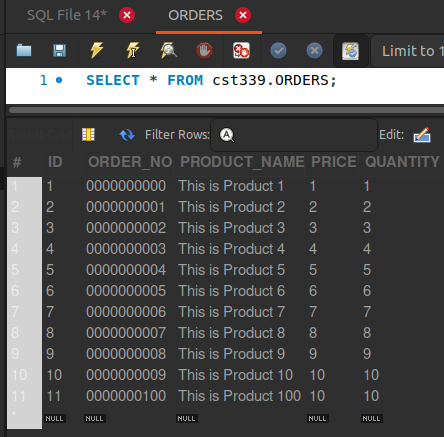 SQL File 14* ORDERS
Limit to 1
1 SELECT * FROM cst339.ORDERS;
Filter Rows: Edit:
# ID ORDER_NO PRODUCT_NAME PRICE QUANTITY
1 1 0000000000 This is Product 1 1 1
2 2 0000000001 This is Product 2 2 2
3 3 0000000002 This is Product 3 3 3
4 4 0000000003 This is Product 4 4 4
5 5 0000000004 This is Product 5 5 5
6 6 0000000005 This is Product 6 6 6
7 7 0000000006 This is Product 7 7 7
8 8 0000000007 This is Product 8 8 8
9 9 0000000008 This is Product 9 9 9
10 10 0000000009 This is Product 10 10 10
11 11 0000000100 This is Product 100 10 10
* NULL NULL NULL NULL NULL